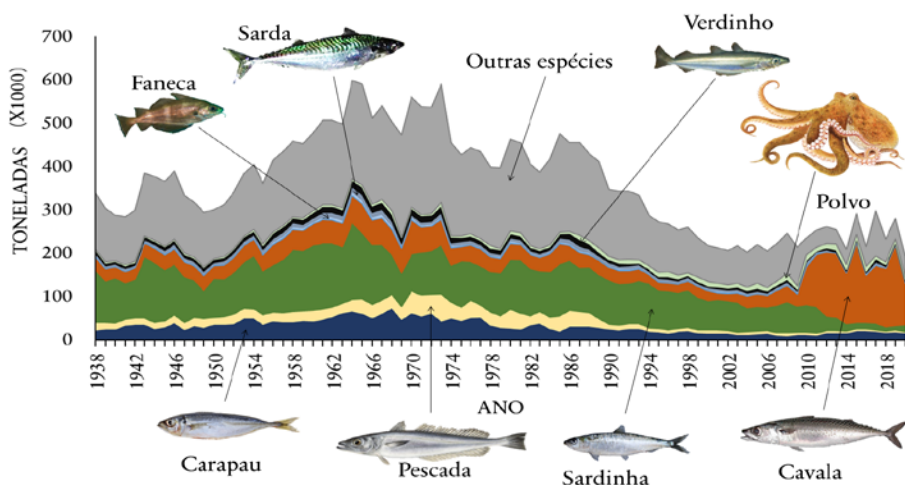 TONELADAS (X1000)
700
600
500
400
300
200
100
0
Sarda
Faneca
Outras espécies
Verdinho
Polvo
1938
1942
1946
1950
1954
1958
1962
1966
1970
1974
1978
1982
1986
1990
1994
1998
2002
2006
2010
2014
2018
ANO
Carapau
Pescada
Sardinha
Cavala